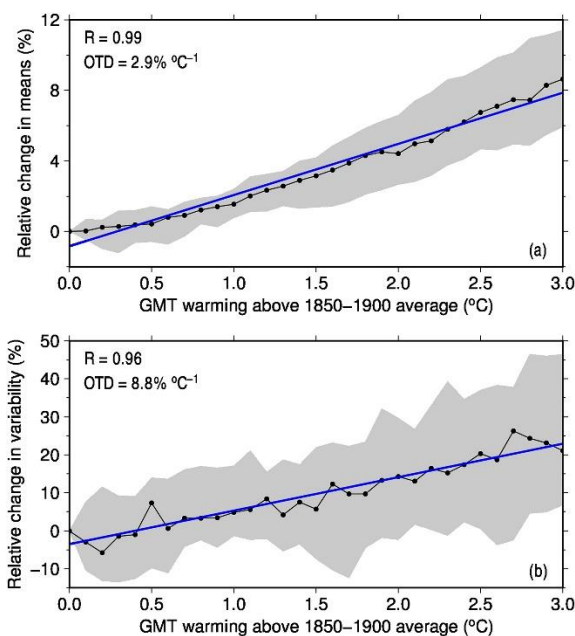 12
8
4
0
Relative change in means (%)
R = 0.99
OTD = 2.9% ºC⁻¹
(a)
0.0 0.5 1.0 1.5 2.0 2.5 3.0
GMT warming above 1850−1900 average (ºC)
50
40
30
20
10
0
−10
Relative change in variability (%)
R = 0.96
OTD = 8.8% ºC⁻¹
(b)
0.0 0.5 1.0 1.5 2.0 2.5 3.0
GMT warming above 1850−1900 average (ºC)